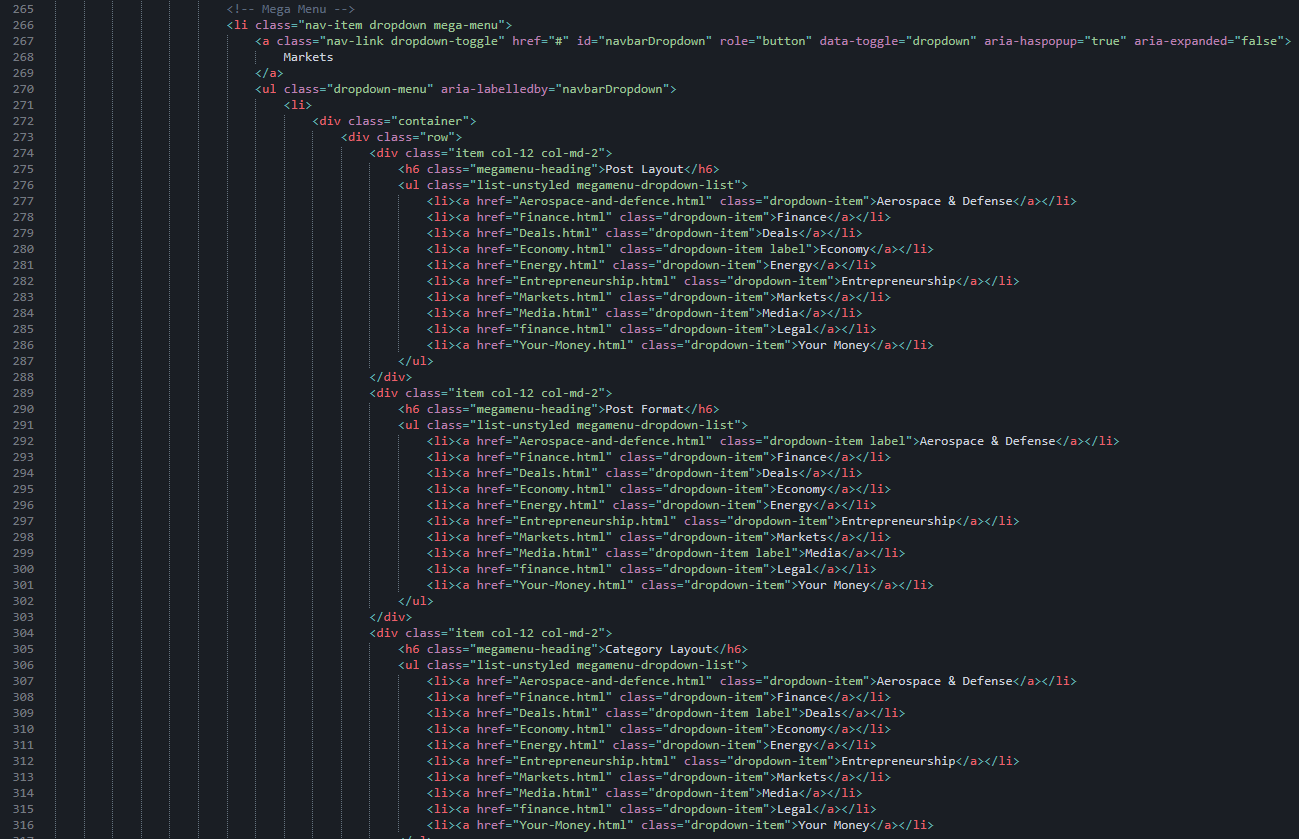 265 <!-- Mega Menu -->
266 <li class="nav-item dropdown mega-menu">
267 <a class="nav-link dropdown-toggle" href="#" id="navbarDropdown" role="button" data-toggle="dropdown" aria-haspopup="true" aria-expanded="false">
268 Markets
269 </a>
270 <ul class="dropdown-menu" aria-labelledby="navbarDropdown">
271 <li>
272 <div class="container">
273 <div class="row">
274 <div class="item col-12 col-md-2">
275 <h6 class="megamenu-heading">Post Layout</h6>
276 <ul class="list-unstyled megamenu-dropdown-list">
277 <li><a href="Aerospace-and-defence.html" class="dropdown-item">Aerospace & Defense</a></li>
278 <li><a href="Finance.html" class="dropdown-item">Finance</a></li>
279 <li><a href="Deals.html" class="dropdown-item">Deals</a></li>
280 <li><a href="Economy.html" class="dropdown-item label">Economy</a></li>
281 <li><a href="Energy.html" class="dropdown-item">Energy</a></li>
282 <li><a href="Entrepreneurship.html" class="dropdown-item">Entrepreneurship</a></li>
283 <li><a href="Markets.html" class="dropdown-item">Markets</a></li>
284 <li><a href="Media.html" class="dropdown-item">Media</a></li>
285 <li><a href="finance.html" class="dropdown-item">Legal</a></li>
286 <li><a href="Your-Money.html" class="dropdown-item">Your Money</a></li>
287 </ul>
288 </div>
289 <div class="item col-12 col-md-2">
290 <h6 class="megamenu-heading">Post Format</h6>
291 <ul class="list-unstyled megamenu-dropdown-list">
292 <li><a href="Aerospace-and-defence.html" class="dropdown-item label">Aerospace & Defense</a></li>
293 <li><a href="Finance.html" class="dropdown-item">Finance</a></li>
294 <li><a href="Deals.html" class="dropdown-item">Deals</a></li>
295 <li><a href="Economy.html" class="dropdown-item">Economy</a></li>
296 <li><a href="Energy.html" class="dropdown-item">Energy</a></li>
297 <li><a href="Entrepreneurship.html" class="dropdown-item">Entrepreneurship</a></li>
298 <li><a href="Markets.html" class="dropdown-item">Markets</a></li>
299 <li><a href="Media.html" class="dropdown-item label">Media</a></li>
300 <li><a href="finance.html" class="dropdown-item">Legal</a></li>
301 <li><a href="Your-Money.html" class="dropdown-item">Your Money</a></li>
302 </ul>
303 </div>
304 <div class="item col-12 col-md-2">
305 <h6 class="megamenu-heading">Category Layout</h6>
306 <ul class="list-unstyled megamenu-dropdown-list">
307 <li><a href="Aerospace-and-defence.html" class="dropdown-item">Aerospace & Defense</a></li>
308 <li><a href="Finance.html" class="dropdown-item">Finance</a></li>
309 <li><a href="Deals.html" class="dropdown-item label">Deals</a></li>
310 <li><a href="Economy.html" class="dropdown-item">Economy</a></li>
311 <li><a href="Energy.html" class="dropdown-item">Energy</a></li>
312 <li><a href="Entrepreneurship.html" class="dropdown-item">Entrepreneurship</a></li>
313 <li><a href="Markets.html" class="dropdown-item">Markets</a></li>
314 <li><a href="Media.html" class="dropdown-item">Media</a></li>
315 <li><a href="finance.html" class="dropdown-item">Legal</a></li>
316 <li><a href="Your-Money.html" class="dropdown-item">Your Money</a></li>